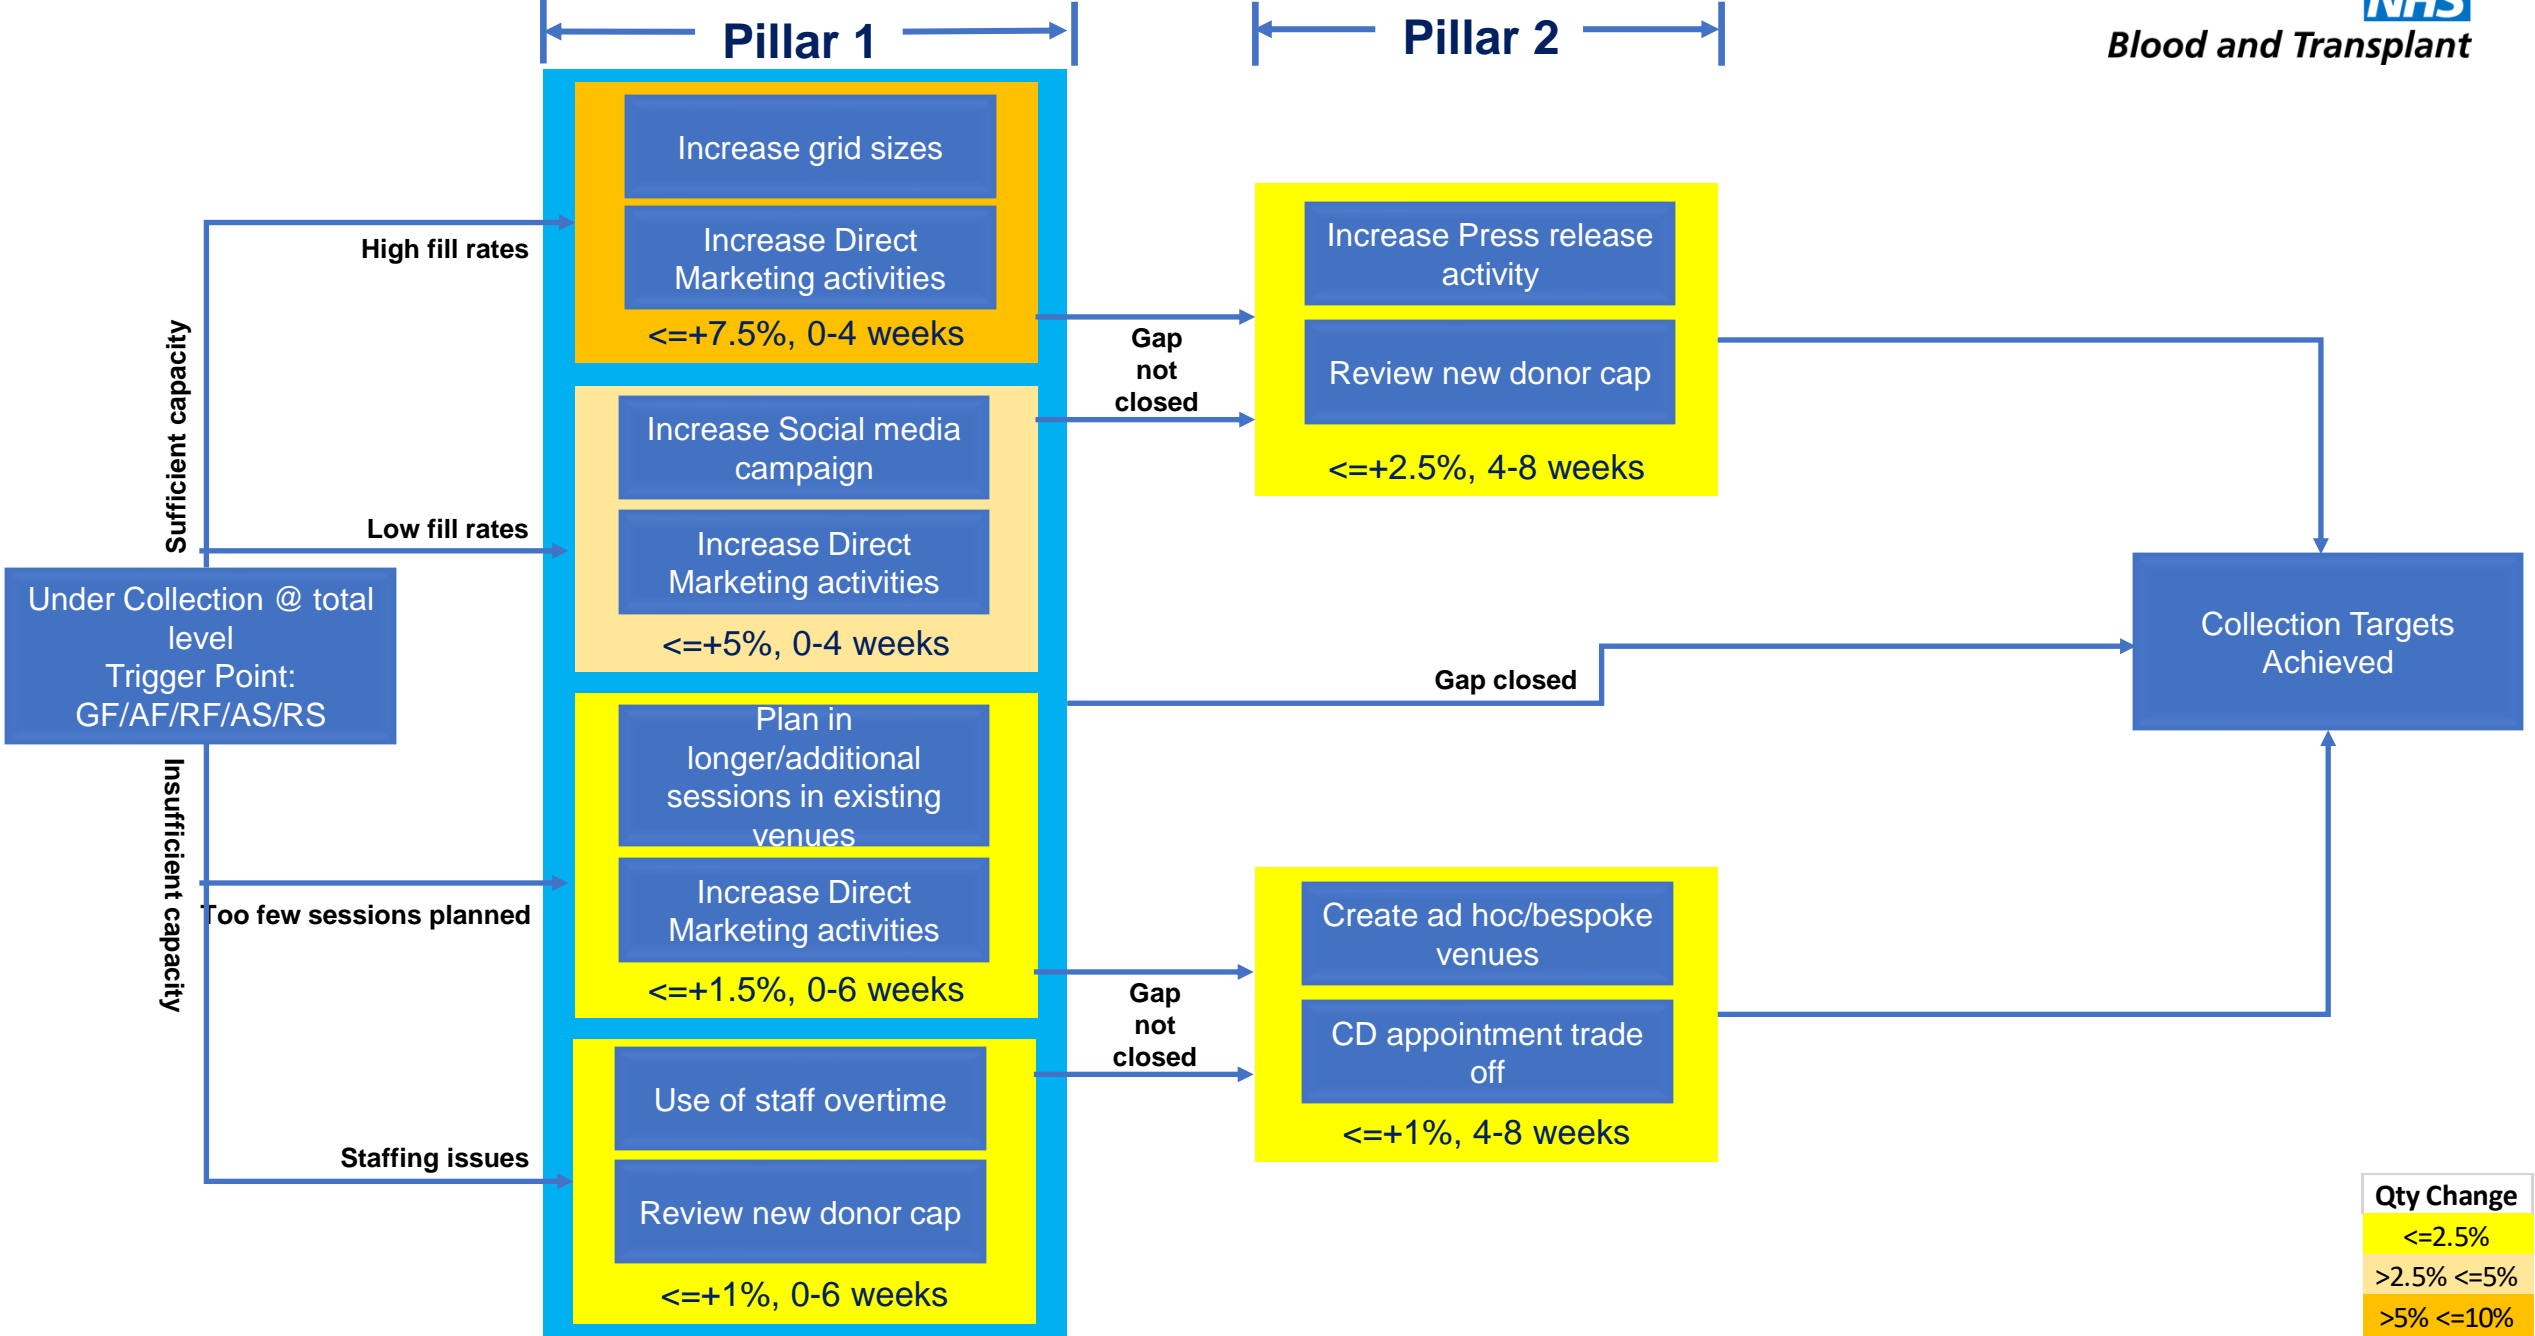 Pillar 1
Pillar 2
NHS
Blood and Transplant
Increase grid sizes
Increase Direct
Marketing activities
<=+7.5%, 0-4 weeks
High fill rates
Sufficient capacity
Increase Social media
campaign
Increase Direct
Marketing activities
<=+5%, 0-4 weeks
Low fill rates
Under Collection @ total
level
Trigger Point:
GF/AF/RF/AS/RS
Insufficient capacity
Plan in
longer/additional
sessions in existing
venues
Increase Direct
Marketing activities
<=+1.5%, 0-6 weeks
Too few sessions planned
Use of staff overtime
Review new donor cap
<=+1%, 0-6 weeks
Staffing issues
Gap
not
closed
Increase Press release
activity
Review new donor cap
<=+2.5%, 4-8 weeks
Gap closed
Gap
not
closed
Create ad hoc/bespoke
venues
CD appointment trade
off
<=+1%, 4-8 weeks
Collection Targets
Achieved
Qty Change
<=2.5%
>2.5% <=5%
>5% <=10%